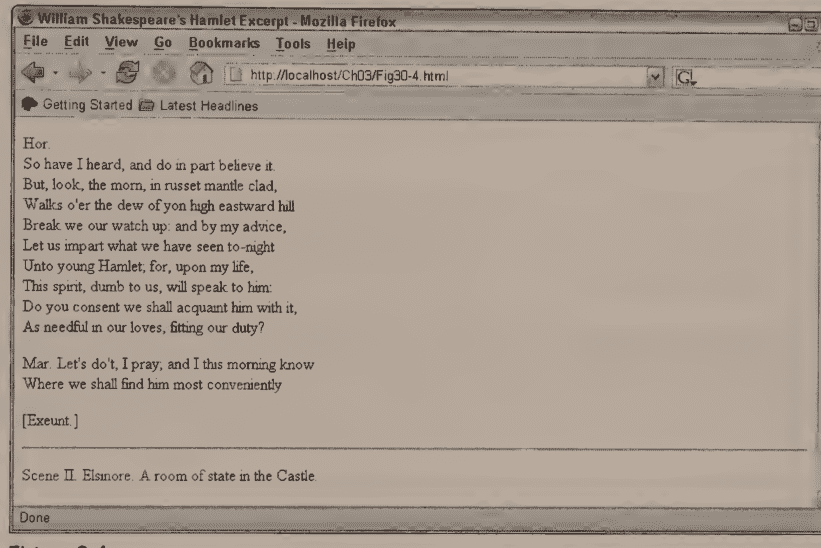 William Shakespeare's Hamlet Excerpt - Mozilla Firefox
File Edit View Go Bookmarks Tools Help
http://localhost/Ch03/Fig30-4.html G
Getting Started Latest Headlines
Hor.
So have I heard, and do in part believe it.
But, look, the morn, in russet mantle clad,
Walks o'er the dew of yon high eastward hill
Break we our watch up: and by my advice,
Let us impart what we have seen to-night
Unto young Hamlet; for, upon my life,
This spirit, dumb to us, will speak to him:
Do you consent we shall acquaint him with it,
As needful in our loves, fitting our duty?
Mar. Let's do't, I pray; and I this morning know
Where we shall find him most conveniently
[Exeunt.]
Scene II. Elsinore. A room of state in the Castle.
Done